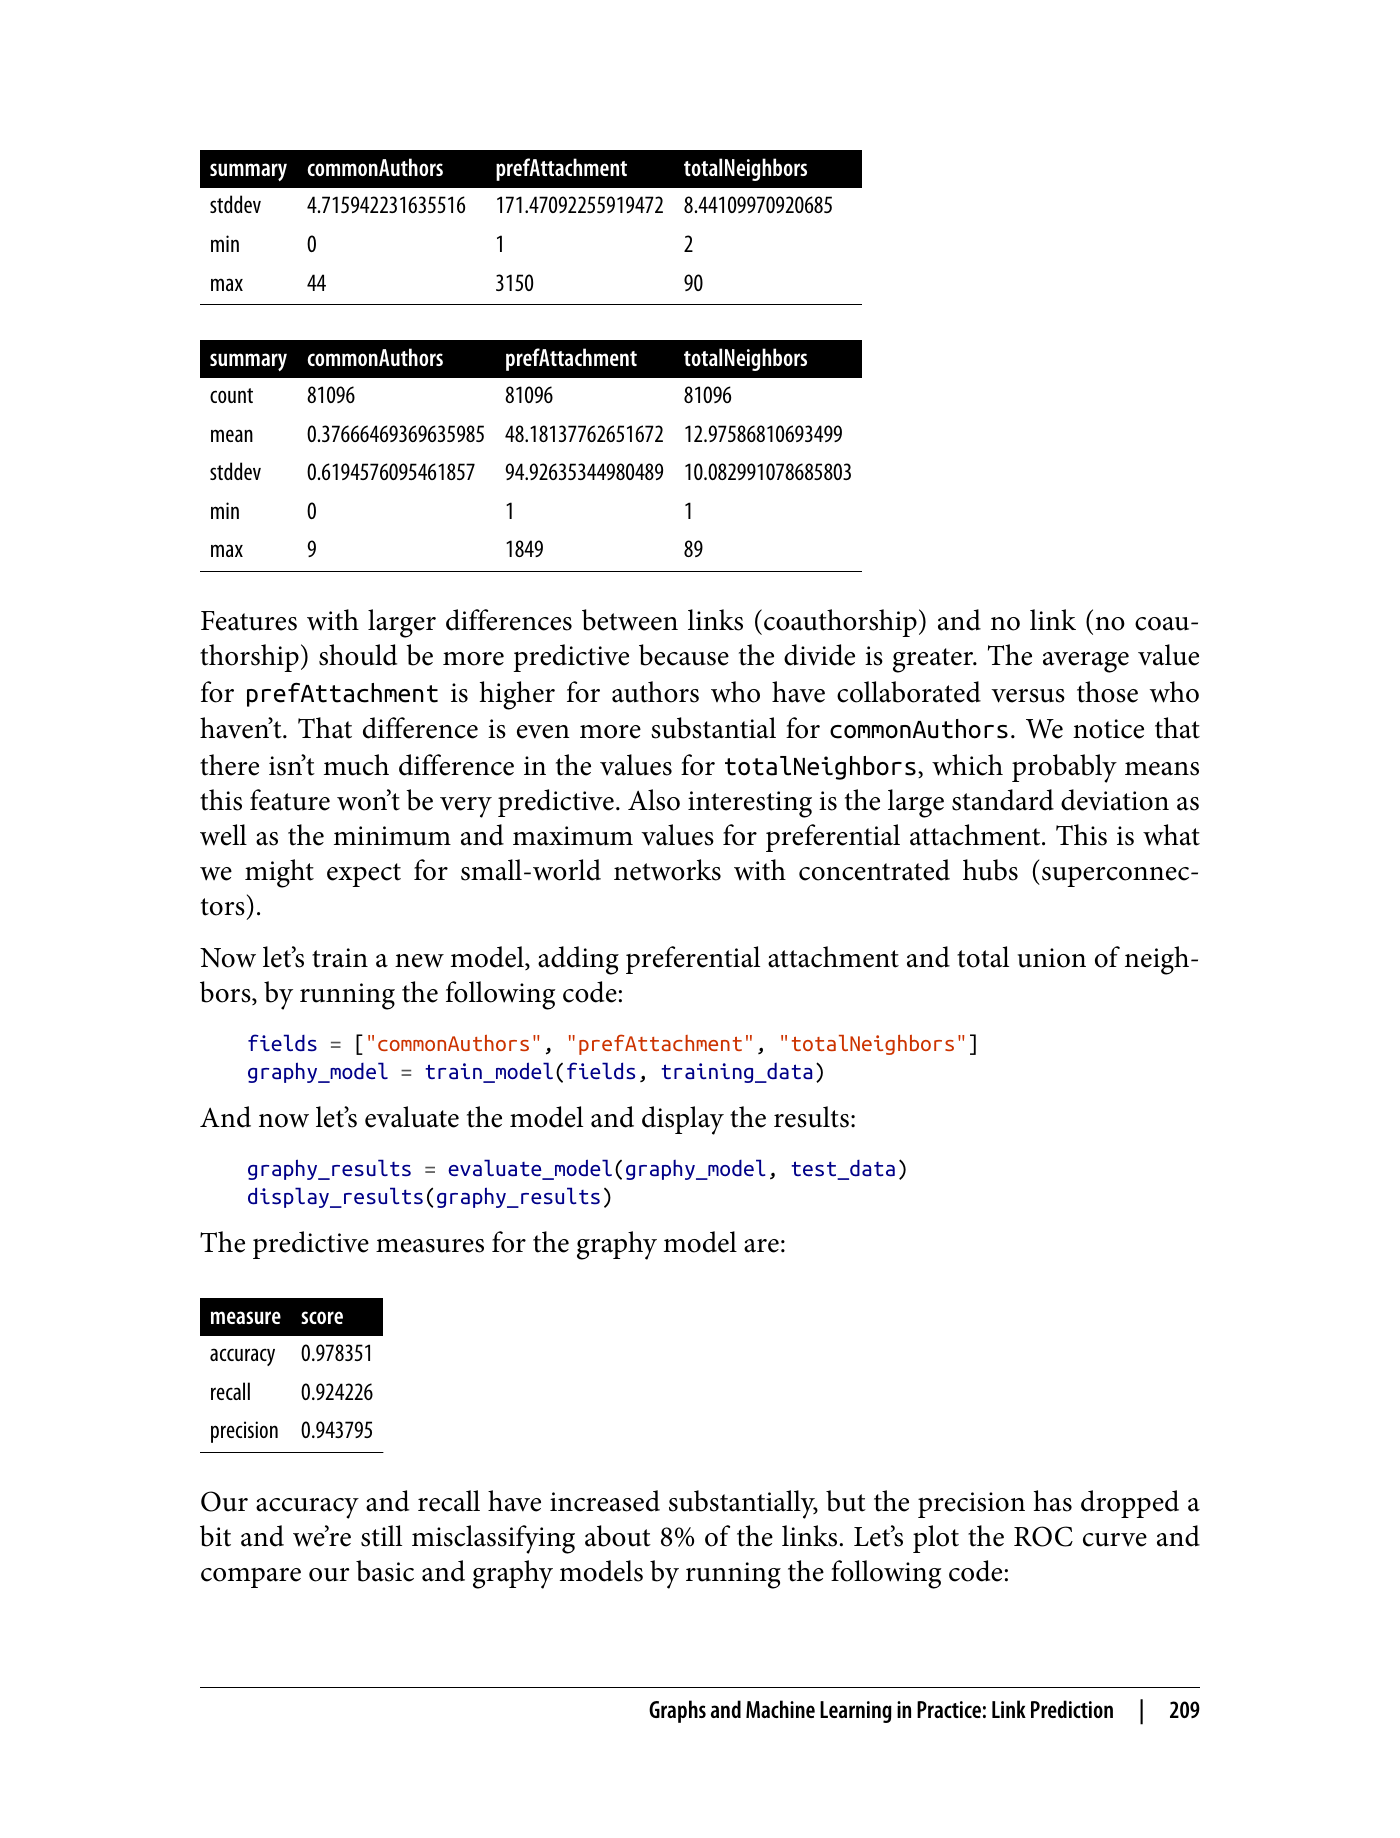 summary commonAuthors prefAttachment totalNeighbors
stddev 4.715942231635516 171.47092255919472 8.44109970920685
min 0 1 2
max 44 3150 90
summary commonAuthors prefAttachment totalNeighbors
count 81096 81096 81096
mean 0.37666469369635985 48.18137762651672 12.97586810693499
stddev 0.6194576095461857 94.92635344980489 10.082991078685803
min 0 1 1
max 9 1849 89
Features with larger differences between links (coauthorship) and no link (no coau-
thorship) should be more predictive because the divide is greater. The average value
for prefAttachment is higher for authors who have collaborated versus those who
haven’t. That difference is even more substantial for commonAuthors. We notice that
there isn’t much difference in the values for totalNeighbors, which probably means
this feature won’t be very predictive. Also interesting is the large standard deviation as
well as the minimum and maximum values for preferential attachment. This is what
we might expect for small-world networks with concentrated hubs (superconnec-
tors).
Now let’s train a new model, adding preferential attachment and total union of neigh-
bors, by running the following code:
fields = ["commonAuthors", "prefAttachment", "totalNeighbors"]
graphy_model = train_model(fields, training_data)
And now let’s evaluate the model and display the results:
graphy_results = evaluate_model(graphy_model, test_data)
display_results(graphy_results)
The predictive measures for the graphy model are:
measure score
accuracy 0.978351
recall 0.924226
precision 0.943795
Our accuracy and recall have increased substantially, but the precision has dropped a
bit and we’re still misclassifying about 8% of the links. Let’s plot the ROC curve and
compare our basic and graphy models by running the following code:
Graphs and Machine Learning in Practice: Link Prediction | 209